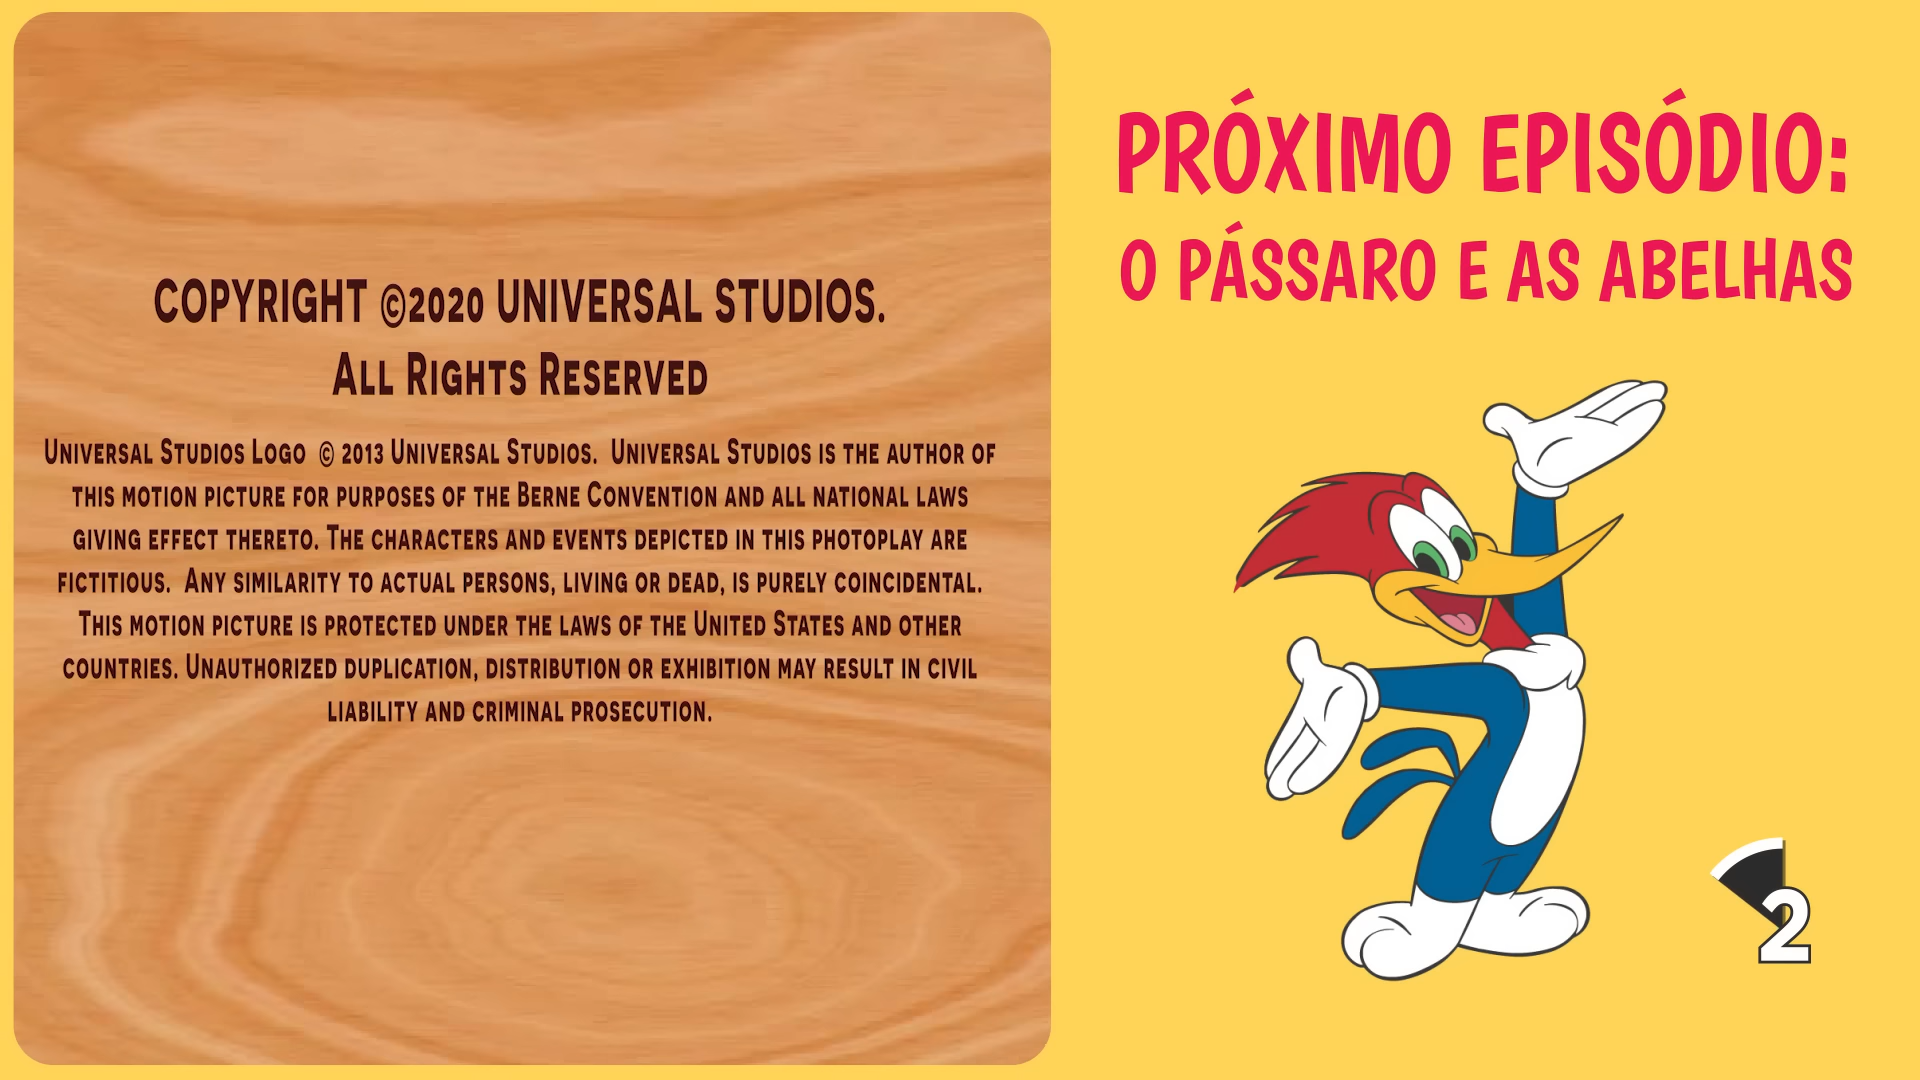 COPYRIGHT ©2020 UNIVERSAL STUDIOS.
ALL RIGHTS RESERVED
UNIVERSAL STUDIOS LOGO © 2013 UNIVERSAL STUDIOS. UNIVERSAL STUDIOS IS THE AUTHOR OF
THIS MOTION PICTURE FOR PURPOSES OF THE BERNE CONVENTION AND ALL NATIONAL LAWS
GIVING EFFECT THERETO. THE CHARACTERS AND EVENTS DEPICTED IN THIS PHOTOPLAY ARE
FICTITIOUS. ANY SIMILARITY TO ACTUAL PERSONS, LIVING OR DEAD, IS PURELY COINCIDENTAL.
THIS MOTION PICTURE IS PROTECTED UNDER THE LAWS OF THE UNITED STATES AND OTHER
COUNTRIES. UNAUTHORIZED DUPLICATION, DISTRIBUTION OR EXHIBITION MAY RESULT IN CIVIL
LIABILITY AND CRIMINAL PROSECUTION.
PRÓXIMO EPISÓDIO:
O PÁSSARO E AS ABELHAS
2